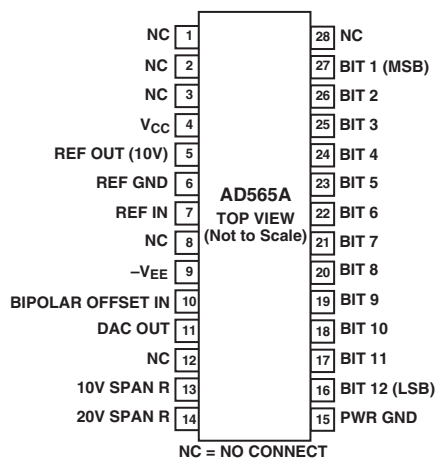 NC 1 28 NC
NC 2 27 BIT 1 (MSB)
NC 3 26 BIT 2
VCC 4 25 BIT 3
REF OUT (10V) 5 24 BIT 4
REF GND 6 23 BIT 5
REF IN 7 22 BIT 6
NC 8 21 BIT 7
–VEE 9 20 BIT 8
BIPOLAR OFFSET IN 10 19 BIT 9
DAC OUT 11 18 BIT 10
NC 12 17 BIT 11
10V SPAN R 13 16 BIT 12 (LSB)
20V SPAN R 14 15 PWR GND
AD565A
TOP VIEW
(Not to Scale)
NC = NO CONNECT